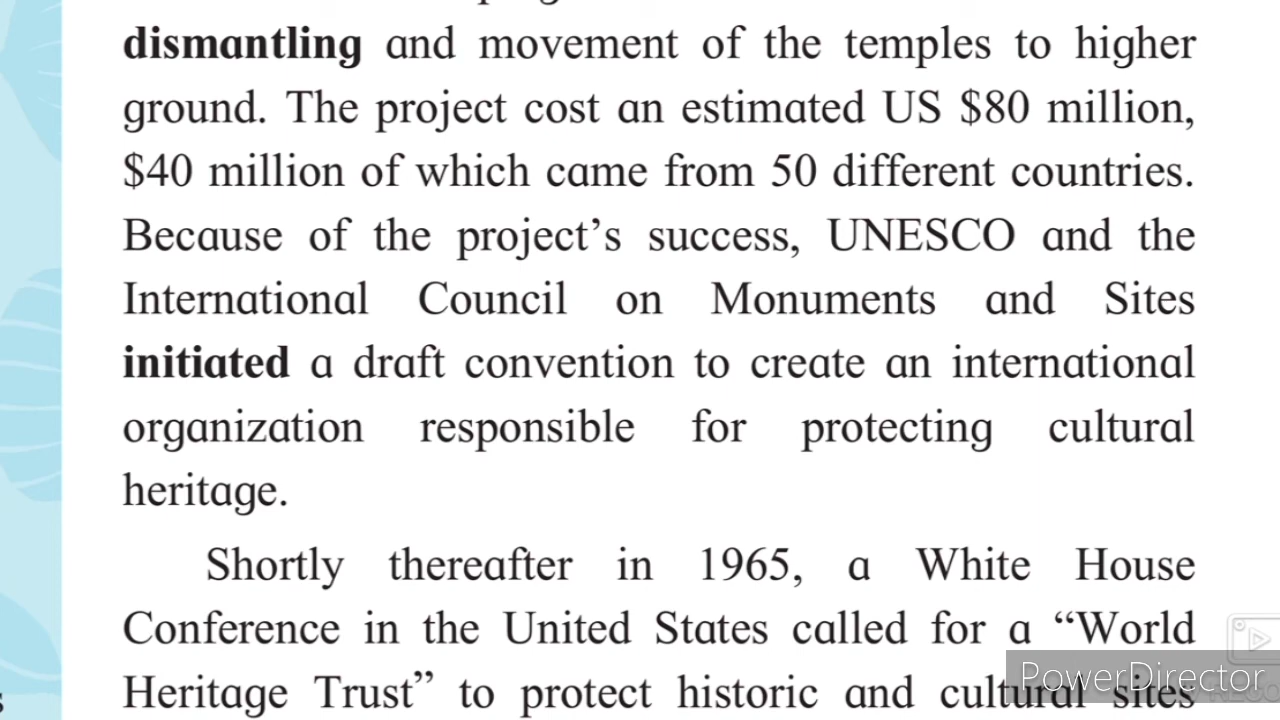 dismantling and movement of the temples to higher
ground. The project cost an estimated US $80 million,
$40 million of which came from 50 different countries.
Because of the project’s success, UNESCO and the
International Council on Monuments and Sites
initiated a draft convention to create an international
organization responsible for protecting cultural
heritage.
Shortly thereafter in 1965, a White House
Conference in the United States called for a “World
Heritage Trust” to protect historic and cultural sites
PowerDirector